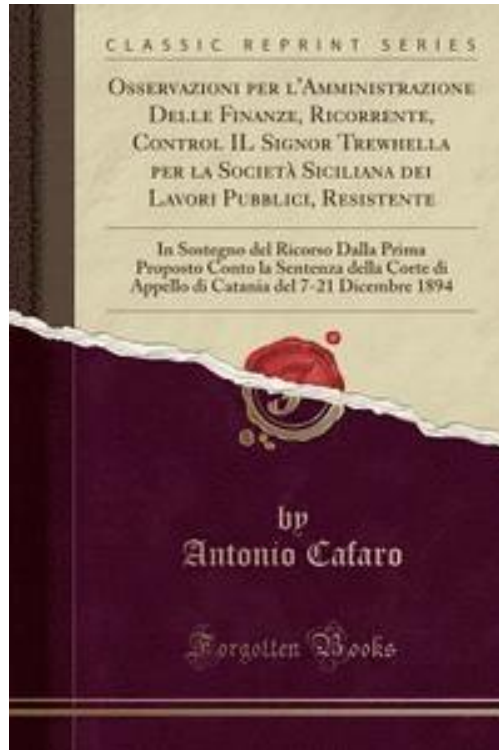 CLASSIC REPRINT SERIES
OSSERVAZIONI PER L'AMMINISTRAZIONE
DELLE FINANZE, RICORRENTE,
CONTROL IL SIGNOR TREWHELLA
PER LA SOCIETÀ SICILIANA DEI
LAVORI PUBBLICI, RESISTENTE
In Sostegno del Ricorso Dalla Prima
Proposto Conto la Sentenza della Corte di
Appello di Catania del 7-21 Dicembre 1894
by
Antonio Cafaro
Forgotten Books